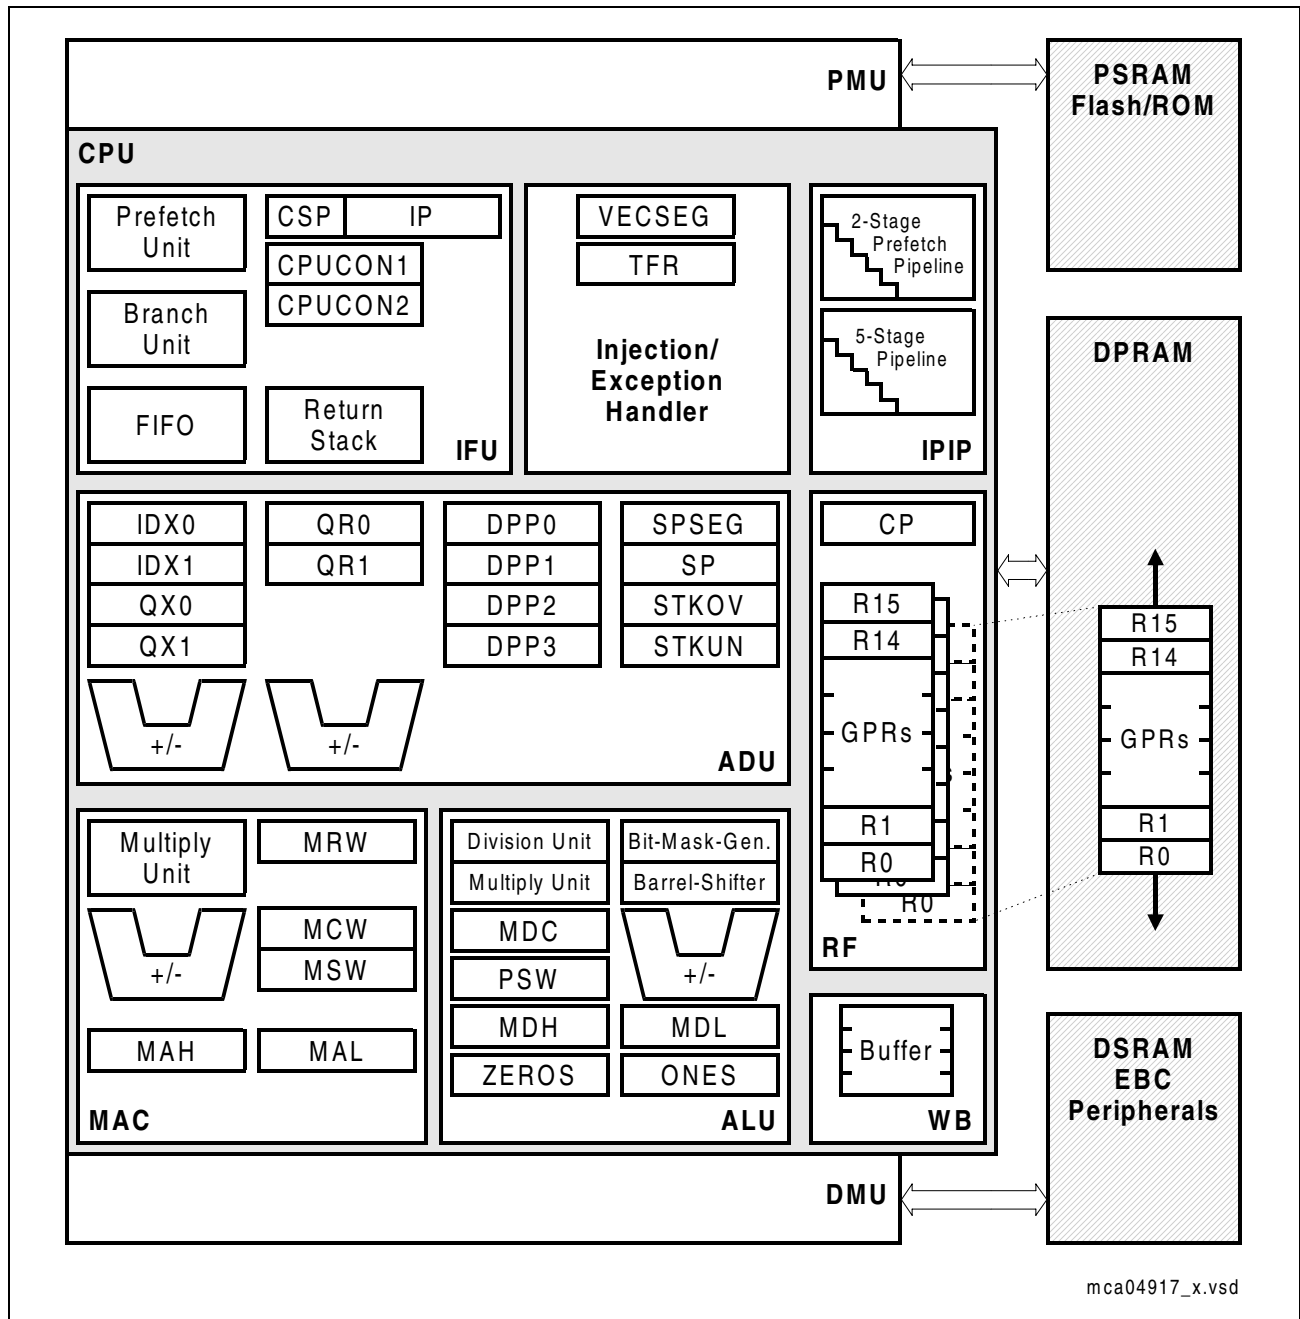 PMU
PSRAM
Flash/ROM
CPU
Prefetch
Unit
CSP
IP
CPUCON1
CPUCON2
Branch
Unit
FIFO
Return
Stack
IFU
VECSEG
TFR
Injection/
Exception
Handler
2-Stage
Prefetch
Pipeline
5-Stage
Pipeline
IPIP
DPRAM
IDX0
IDX1
QX0
QX1
+/-
QR0
QR1
+/-
DPP0
DPP1
DPP2
DPP3
SPSEG
SP
STKOV
STKUN
ADU
CP
R15
R14
GPRs
R1
R0
R0
R0
RF
R15
R14
GPRs
R1
R0
Multiply
Unit
MRW
+/-
MCW
MSW
MAH
MAL
MAC
Division Unit
Multiply Unit
Bit-Mask-Gen.
Barrel-Shifter
MDC
PSW
+/-
MDH
MDL
ZEROS
ONES
ALU
Buffer
WB
DSRAM
EBC
Peripherals
DMU
mca04917_x.vsd